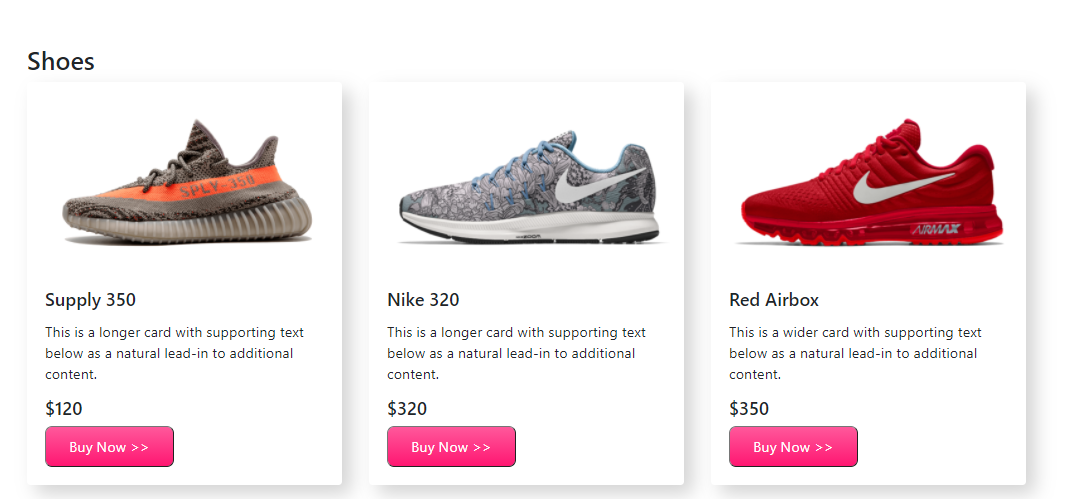 Shoes
SPLY-350
AIRMAX
Supply 350
Nike 320
Red Airbox
This is a longer card with supporting text
below as a natural lead-in to additional
content.
This is a longer card with supporting text
below as a natural lead-in to additional
content.
This is a wider card with supporting text
below as a natural lead-in to additional
content.
$120
$320
$350
Buy Now >>
Buy Now >>
Buy Now >>